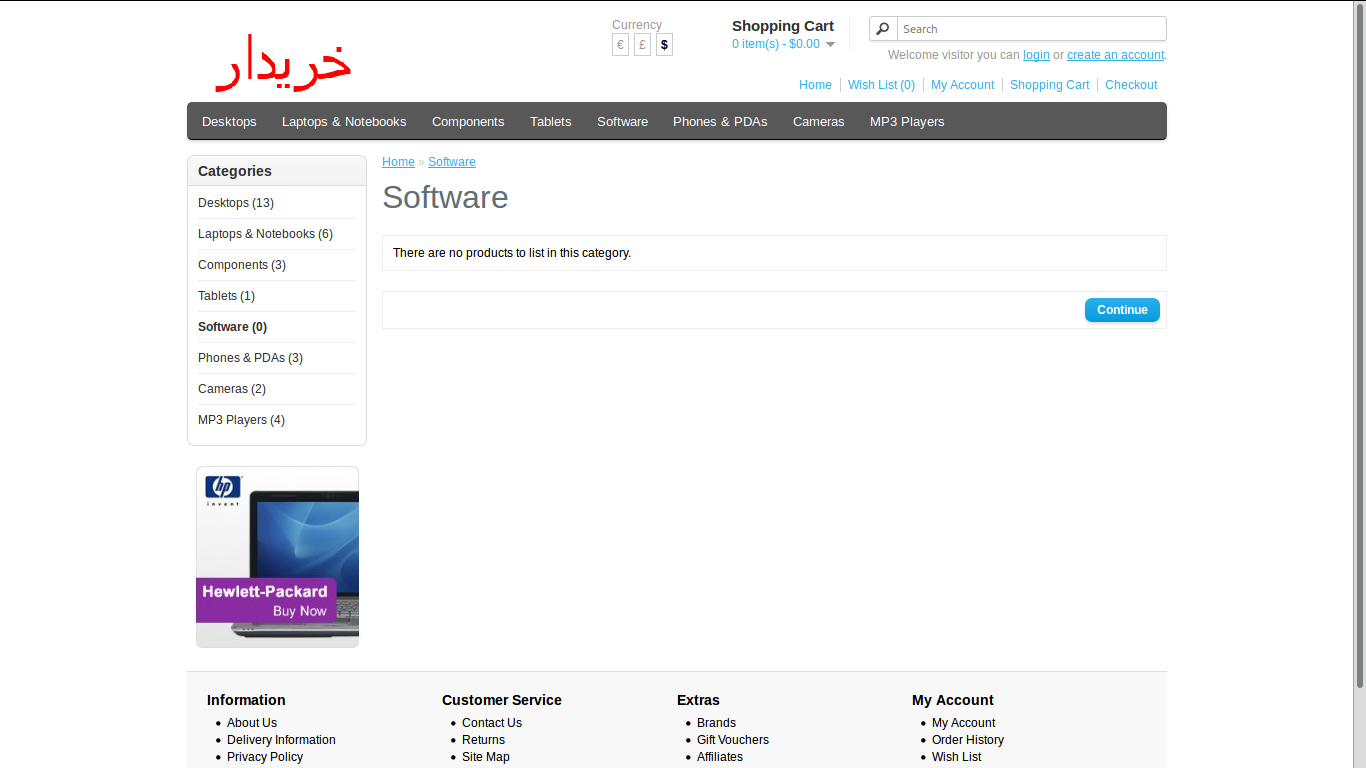 خریدار
Currency
€ £ $
Shopping Cart
0 item(s) - $0.00
Search
Welcome visitor you can login or create an account.
Home Wish List (0) My Account Shopping Cart Checkout
Desktops Laptops & Notebooks Components Tablets Software Phones & PDAs Cameras MP3 Players
Categories
Desktops (13)
Laptops & Notebooks (6)
Components (3)
Tablets (1)
Software (0)
Phones & PDAs (3)
Cameras (2)
MP3 Players (4)
hp
invent
Hewlett-Packard
Buy Now
Home » Software
Software
There are no products to list in this category.
Continue
Information
About Us
Delivery Information
Privacy Policy
Customer Service
Contact Us
Returns
Site Map
Extras
Brands
Gift Vouchers
Affiliates
My Account
My Account
Order History
Wish List